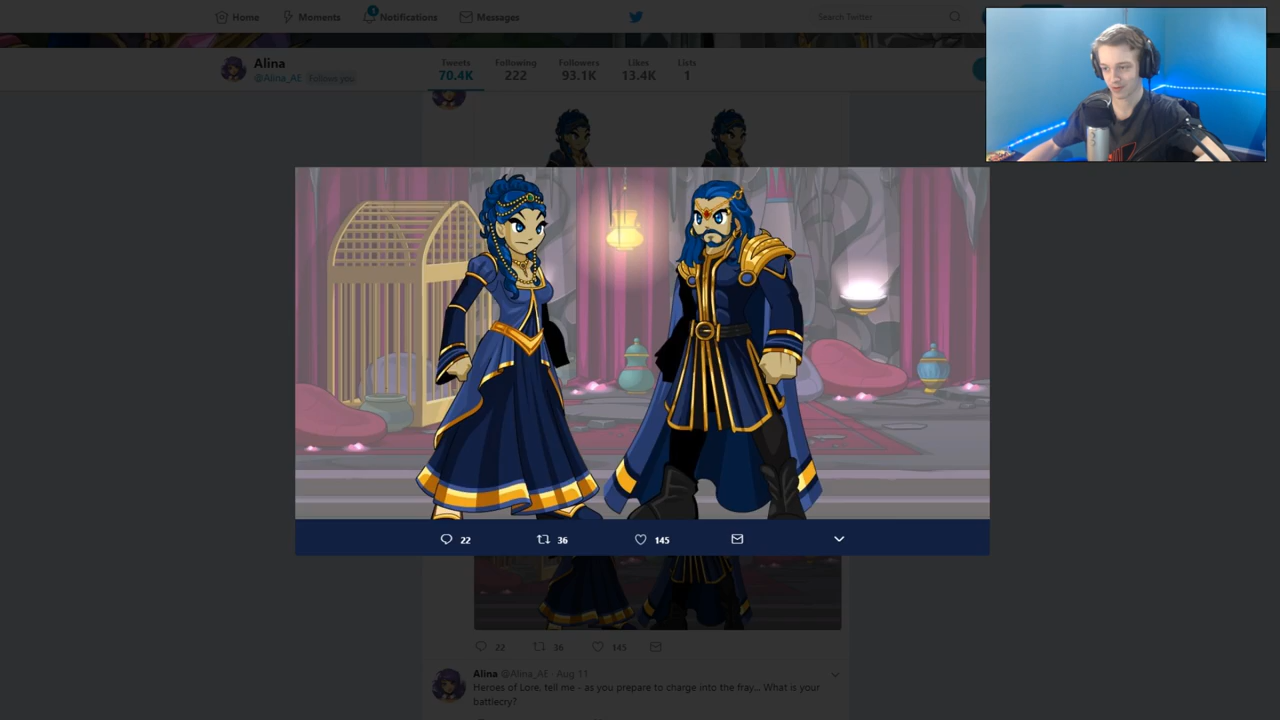 Home
Moments
1
Notifications
Messages
Search Twitter
Alina
@Alina_AE Follows you
Tweets
70.4K
Following
222
Followers
93.1K
Likes
13.4K
Lists
1
22
36
145
22
36
145
Alina @Alina_AE · Aug 11
Heroes of Lore, tell me - as you prepare to charge into the fray... What is your
battlecry?